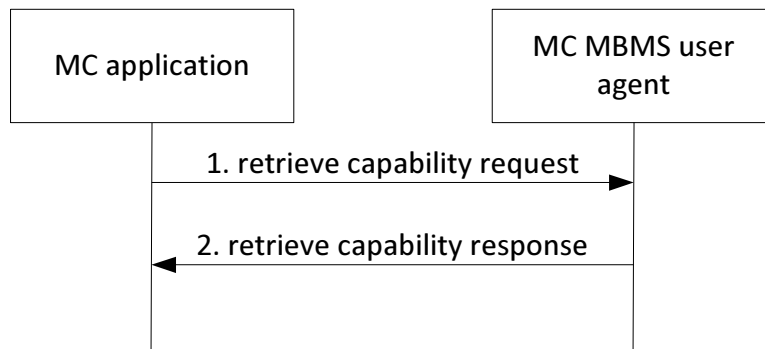 MC application
MC MBMS user
agent
1. retrieve capability request
2. retrieve capability response